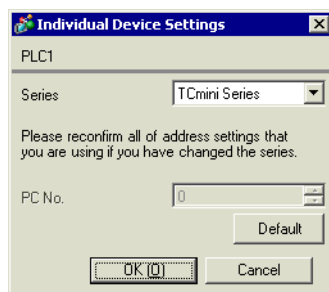 Individual Device Settings
PLC1
Series TCmini Series
Please reconfirm all of address settings that
you are using if you have changed the series.
PC No. 0
Default
OK (O) Cancel